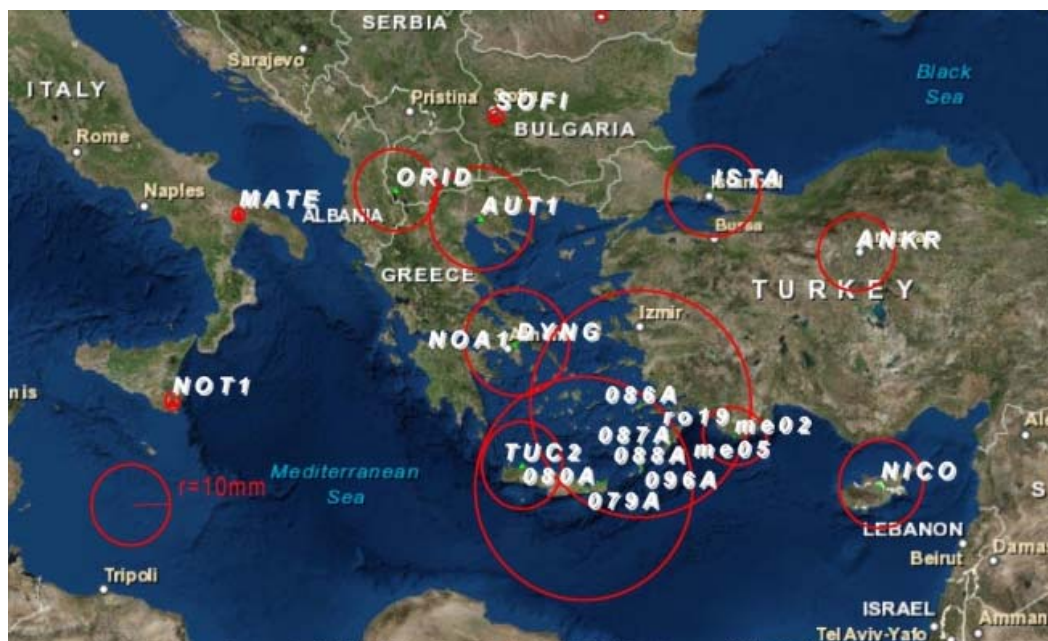 SERBIA
Black
Sea
Sarajevo
ITALY
Pristina
SOFI
BULGARIA
Rome
ORID
ISTA
Naples
MATE
AUT1
ALBANIA
Bursa
ANKR
GREECE
TURKEY
Izmir
NOA1
DYNG
NOT1
086A
ro19
me02
087A
TUC2
088A
me05
Mediterranean
Sea
080A
096A
NICO
r=10mm
079A
LEBANON
Beirut
Tripoli
ISRAEL
Tel Aviv-Yafo